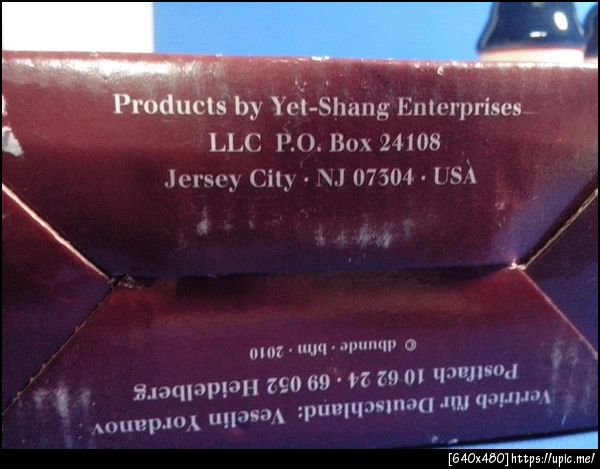 Products by Yet-Shang Enterprises
LLC P.O. Box 24108
Jersey City · NJ 07304 · USA
Vertrieb für Deutschland: Veselin Yordanov
Postfach 10 62 24 · 69 052 Heidelberg
© dbunde · bfm · 2010
[640x480]https://upic.me/